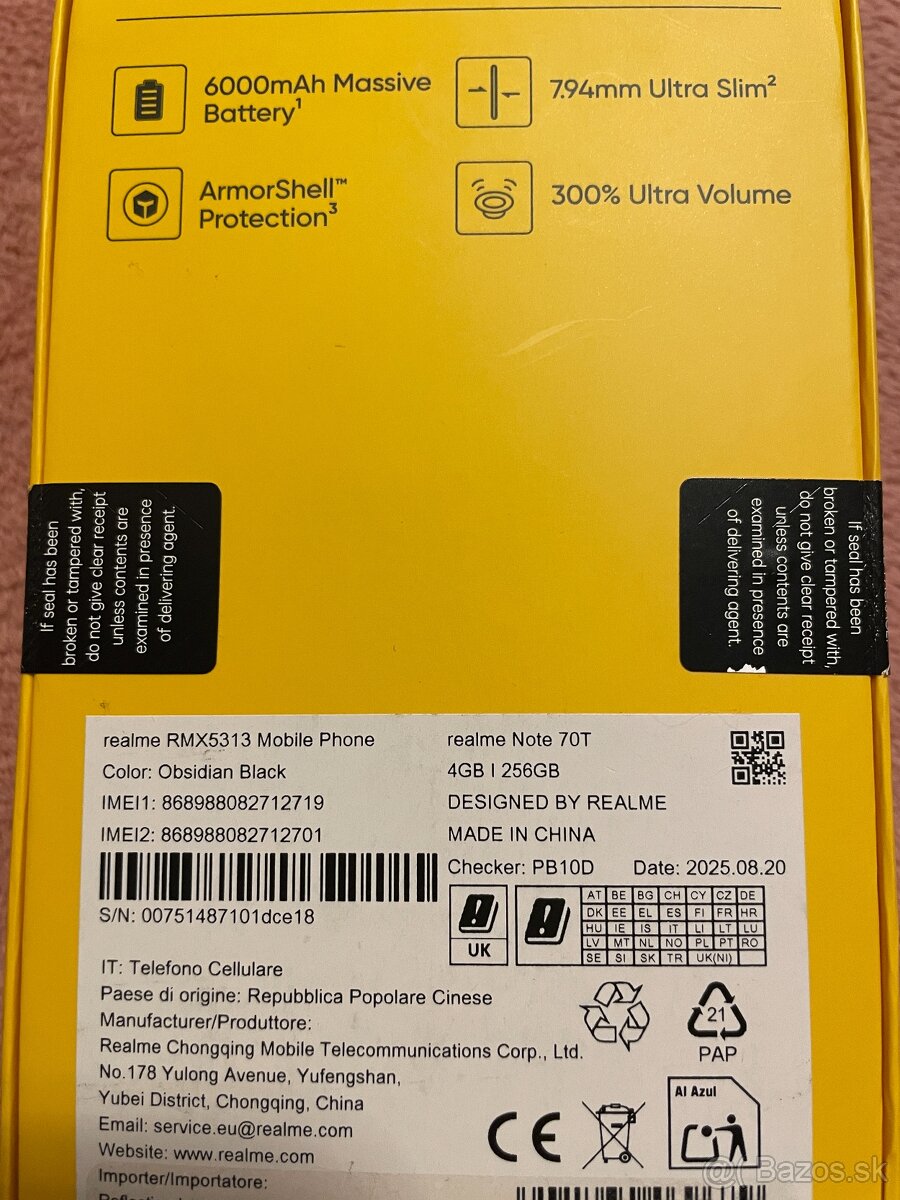 6000mAh Massive
Battery¹
7.94mm Ultra Slim²
ArmorShell™
Protection³
300% Ultra Volume
If seal has been
broken or tampered with,
do not give clear receipt
unless contents are
examined in presence
of delivering agent.
If seal has been
broken or tampered with,
do not give clear receipt
unless contents are
examined in presence
of delivering agent.
realme RMX5313 Mobile Phone
Color: Obsidian Black
IMEI1: 868988082712719
IMEI2: 868988082712701
S/N: 00751487101dce18
realme Note 70T
4GB | 256GB
DESIGNED BY REALME
MADE IN CHINA
Checker: PB10D Date: 2025.08.20
UK
AT BE BG CH CY CZ DE
DK EE EL ES FI FR HR
HU IE IS IT LI LT LU
LV MT NL NO PL PT RO
SE SI SK TR UK(NI)
IT: Telefono Cellulare
Paese di origine: Repubblica Popolare Cinese
Manufacturer/Produttore:
Realme Chongqing Mobile Telecommunications Corp., Ltd.
No.178 Yulong Avenue, Yufengshan,
Yubei District, Chongqing, China
Email: service.eu@realme.com
Website: www.realme.com
Importer/Importatore:
21
PAP
CE
Al Azul
Bazos.sk